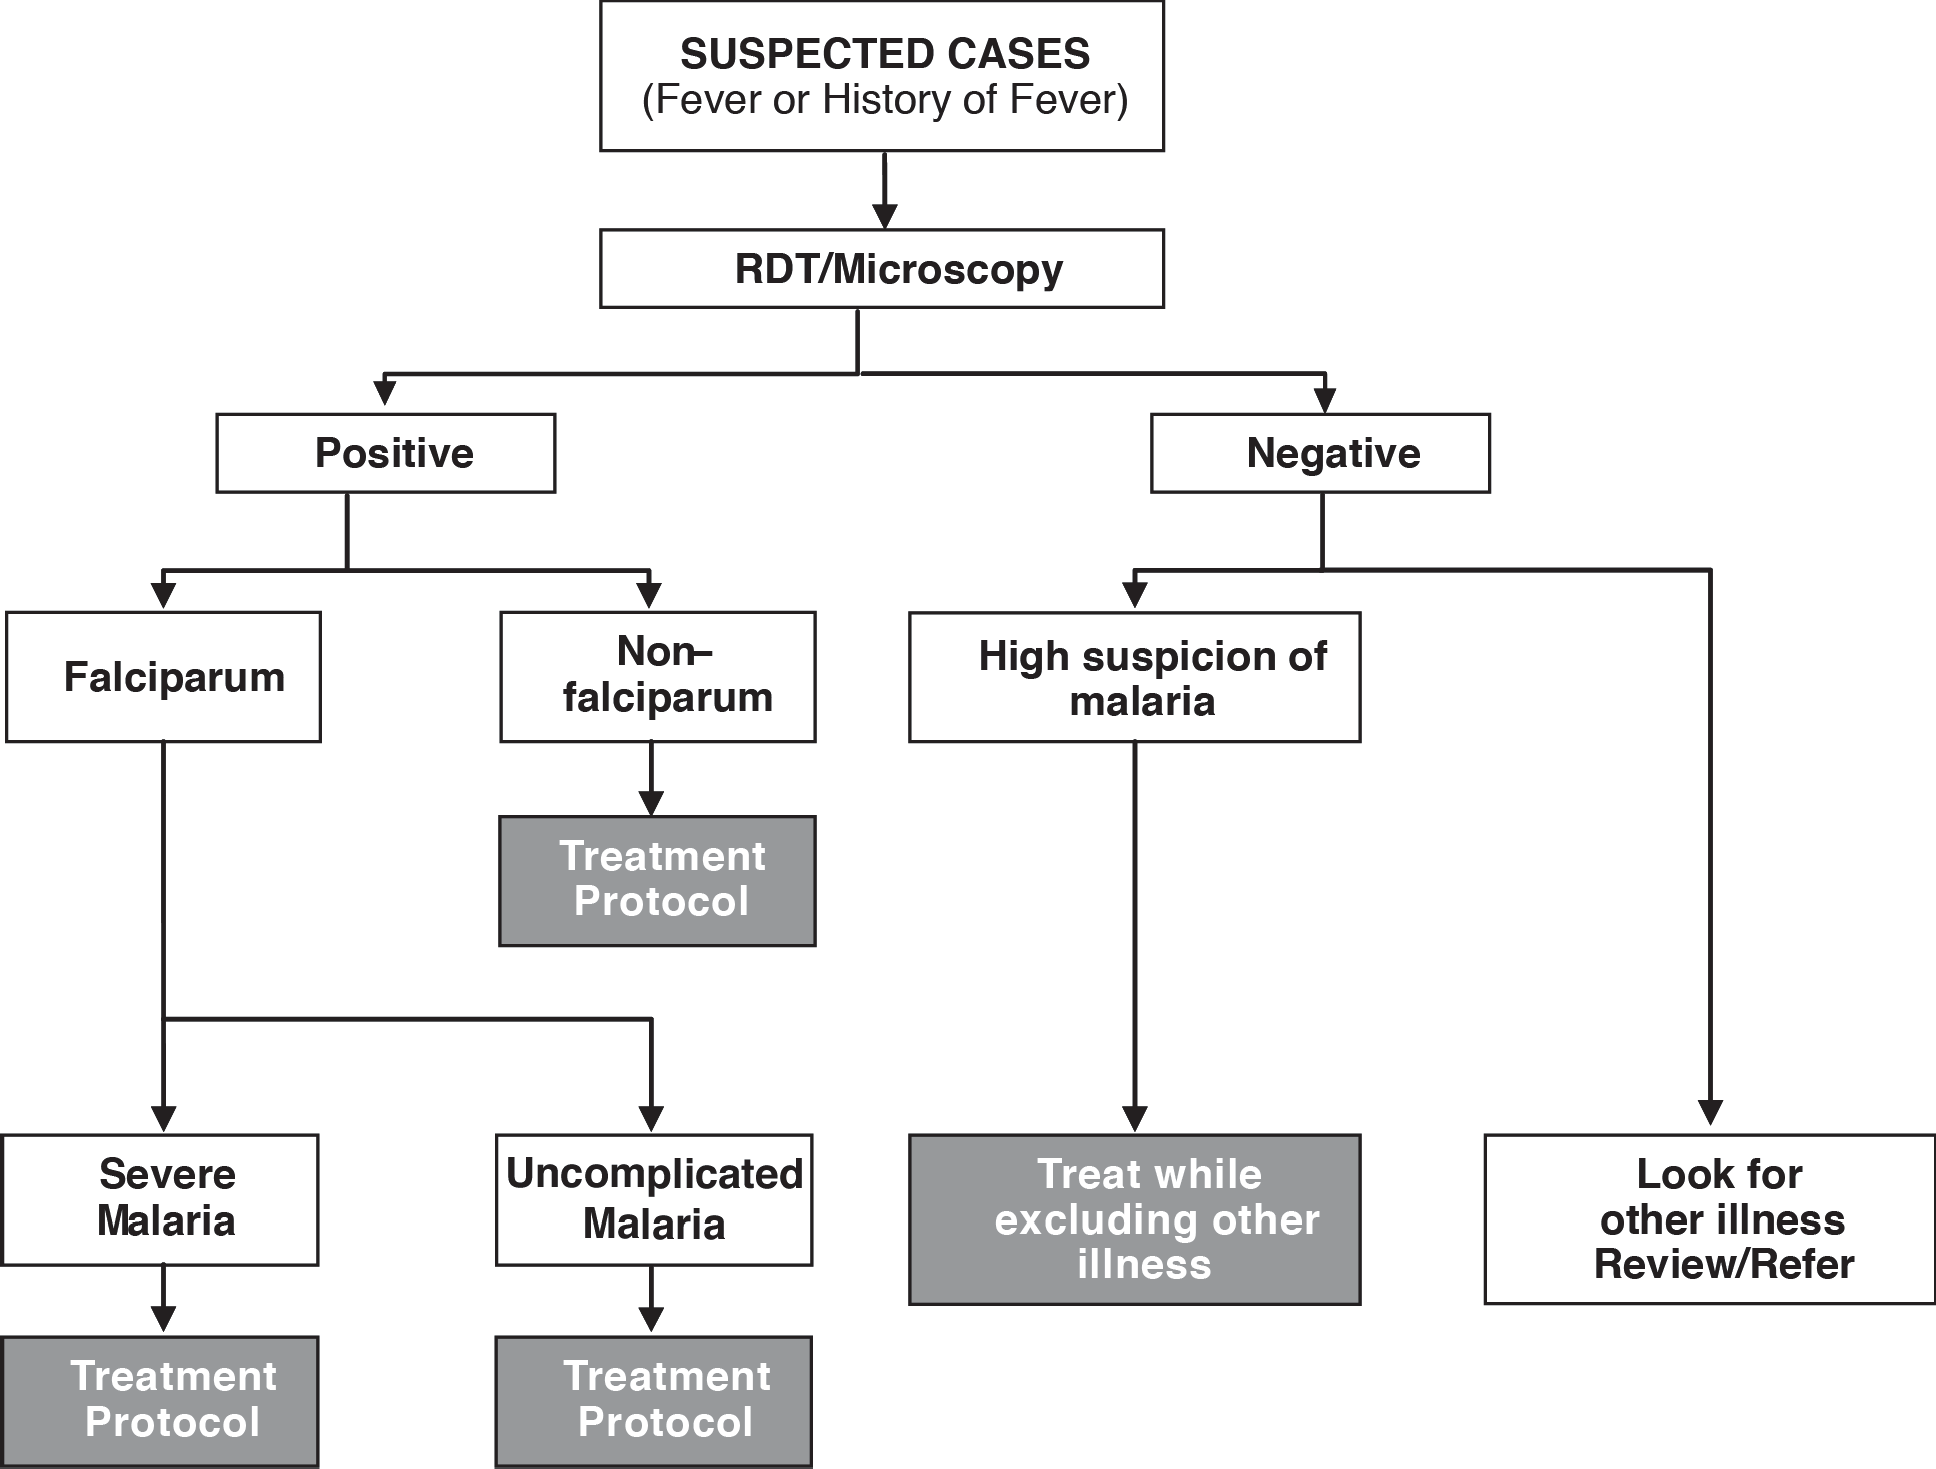 SUSPECTED CASES
(Fever or History of Fever)
RDT/Microscopy
Positive
Negative
Falciparum
Non–
falciparum
High suspicion of
malaria
Treatment
Protocol
Severe
Malaria
Uncomplicated
Malaria
Treat while
excluding other
illness
Look for
other illness
Review/Refer
Treatment
Protocol
Treatment
Protocol